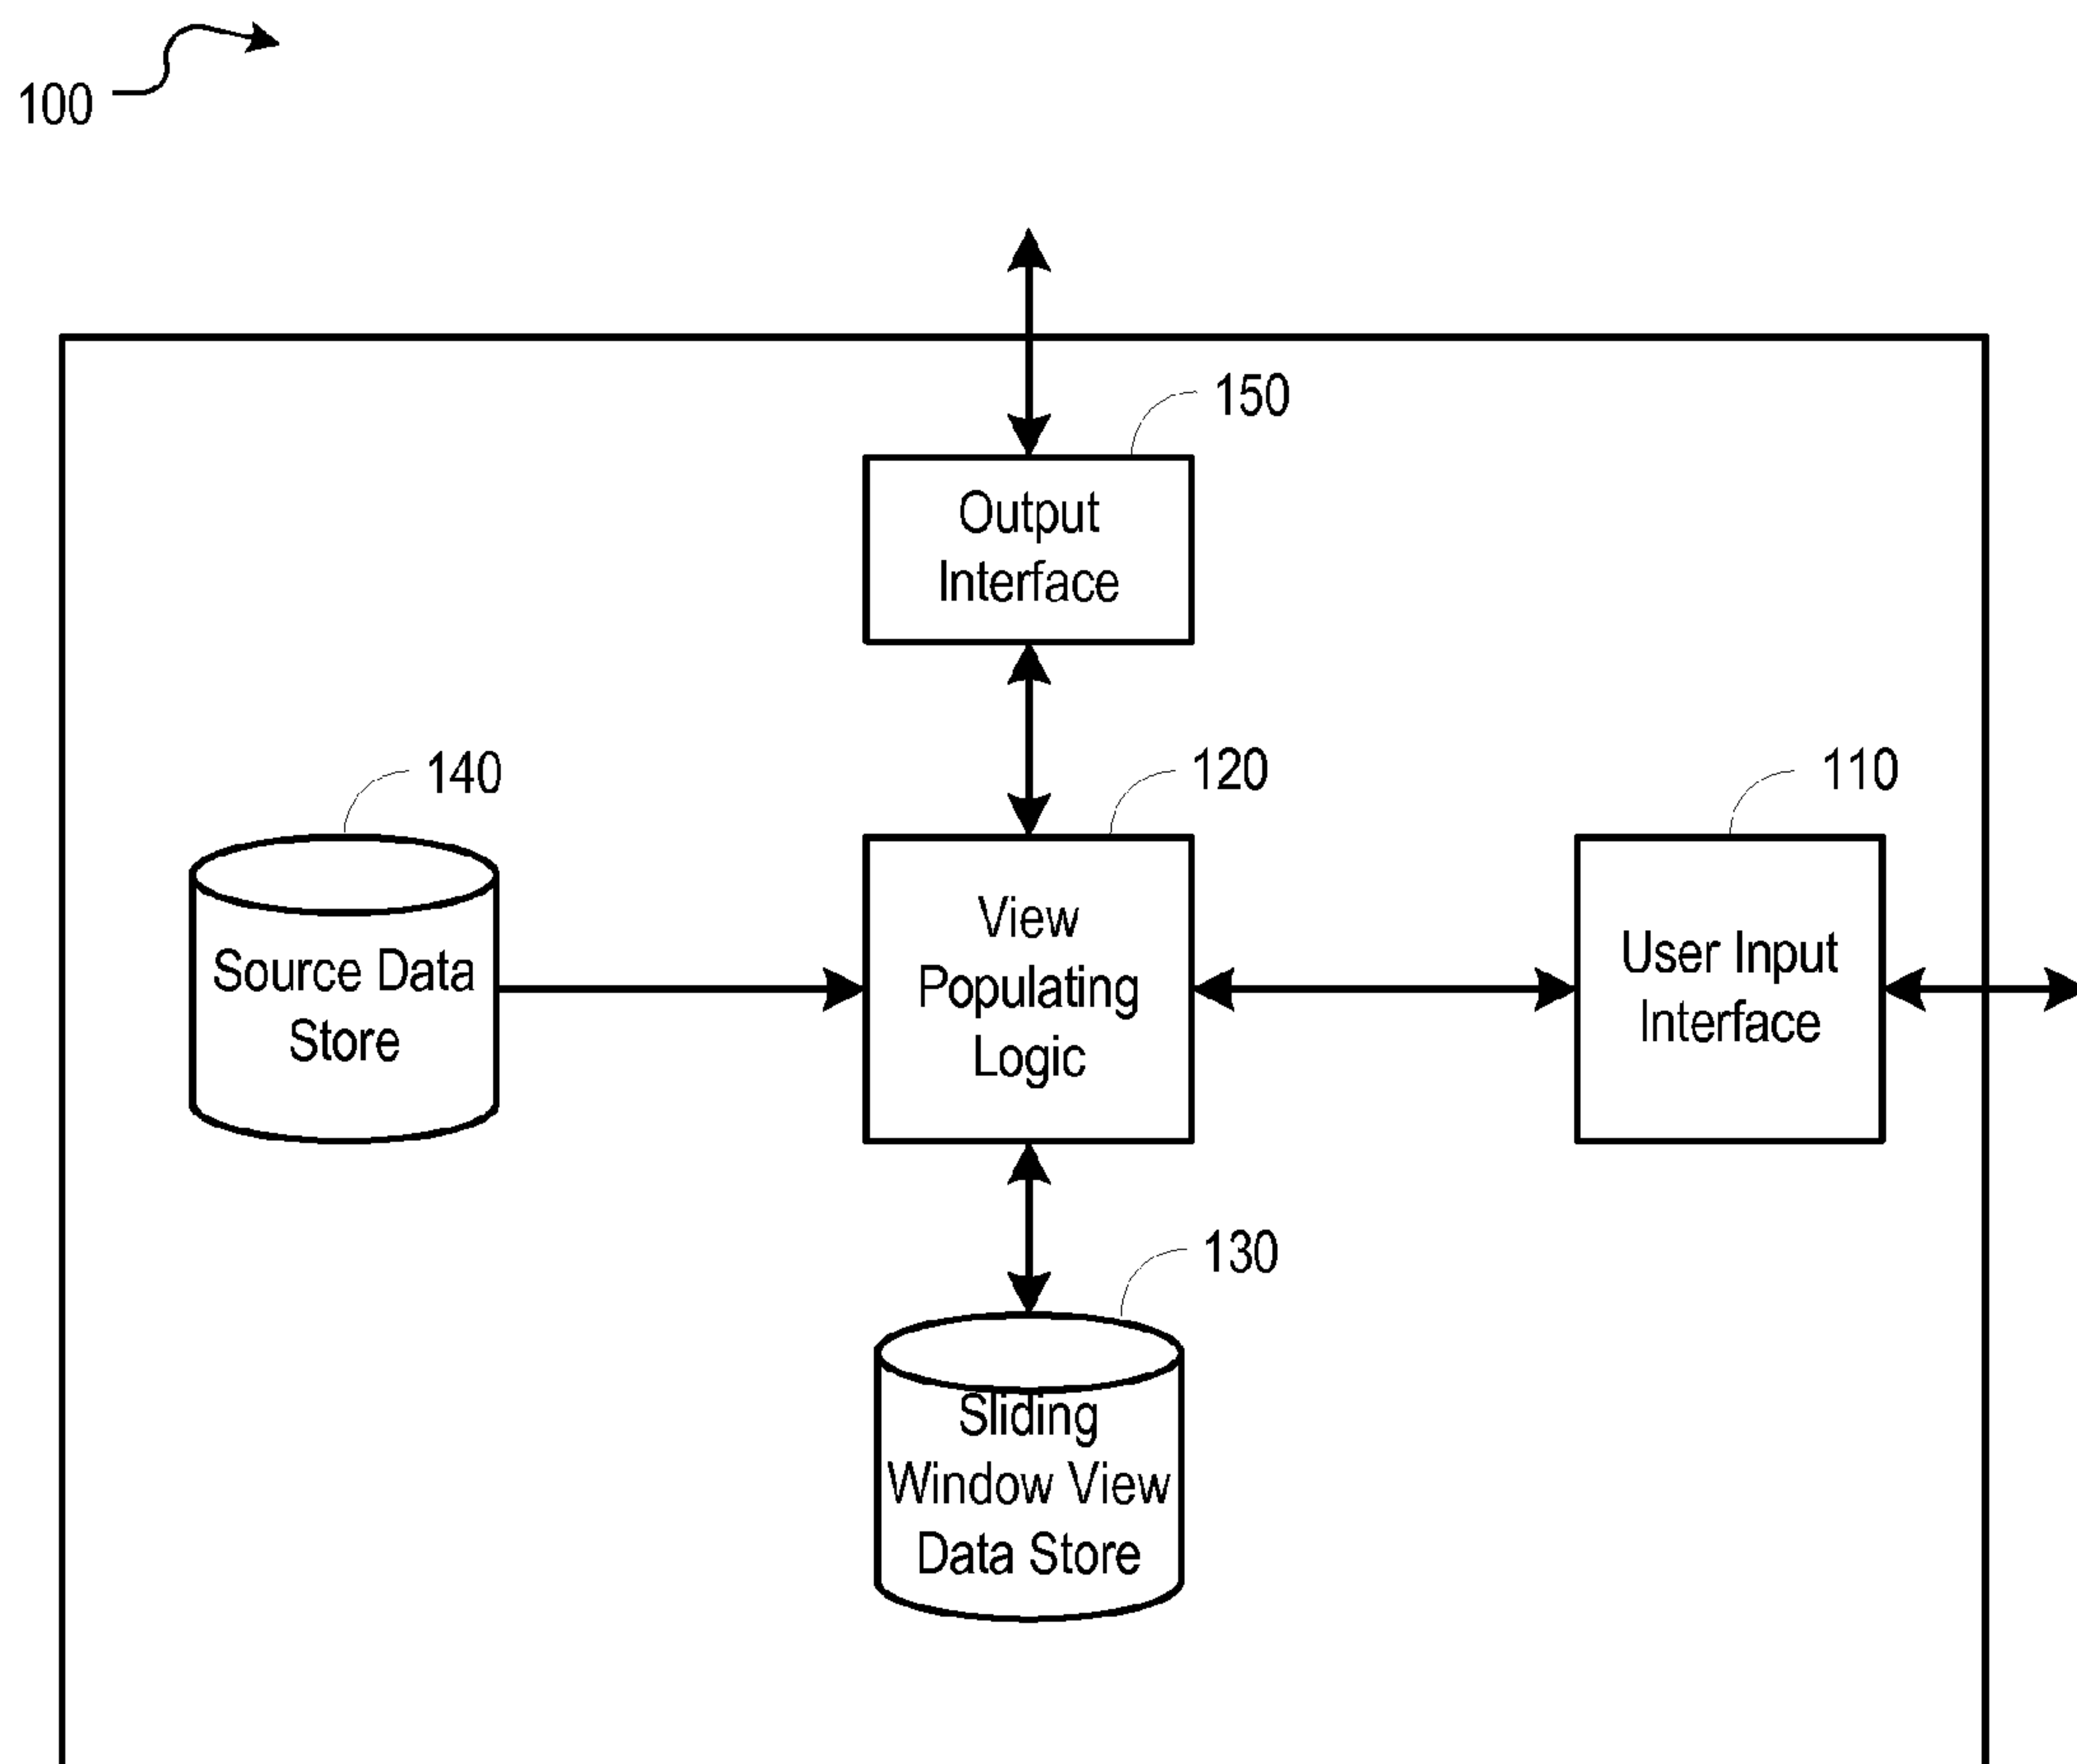 100
150
Output
Interface
140
120
110
Source Data
Store
View
Populating
Logic
User Input
Interface
130
Sliding
Window View
Data Store